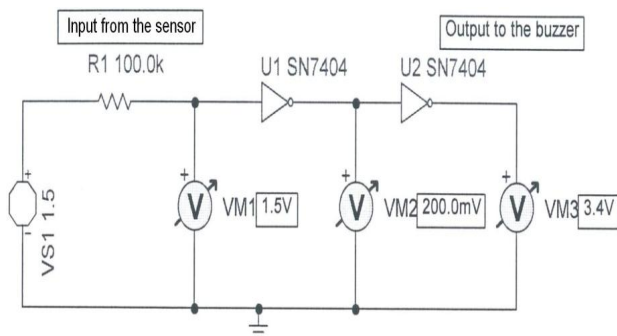 Input from the sensor
Output to the buzzer
R1 100.0k
U1 SN7404
U2 SN7404
+
+
+
+
V
VM1 1.5V
V
VM2 200.0mV
V
VM3 3.4V
-
VS1 1.5